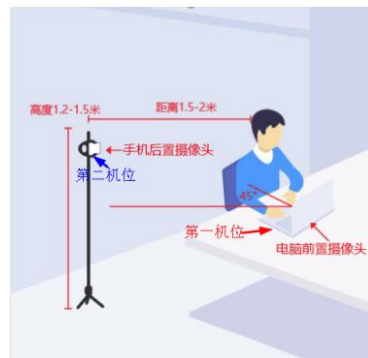 高度1.2-1.5米
距离1.5-2米
手机后置摄像头
第二机位
45°
第一机位
电脑前置摄像头